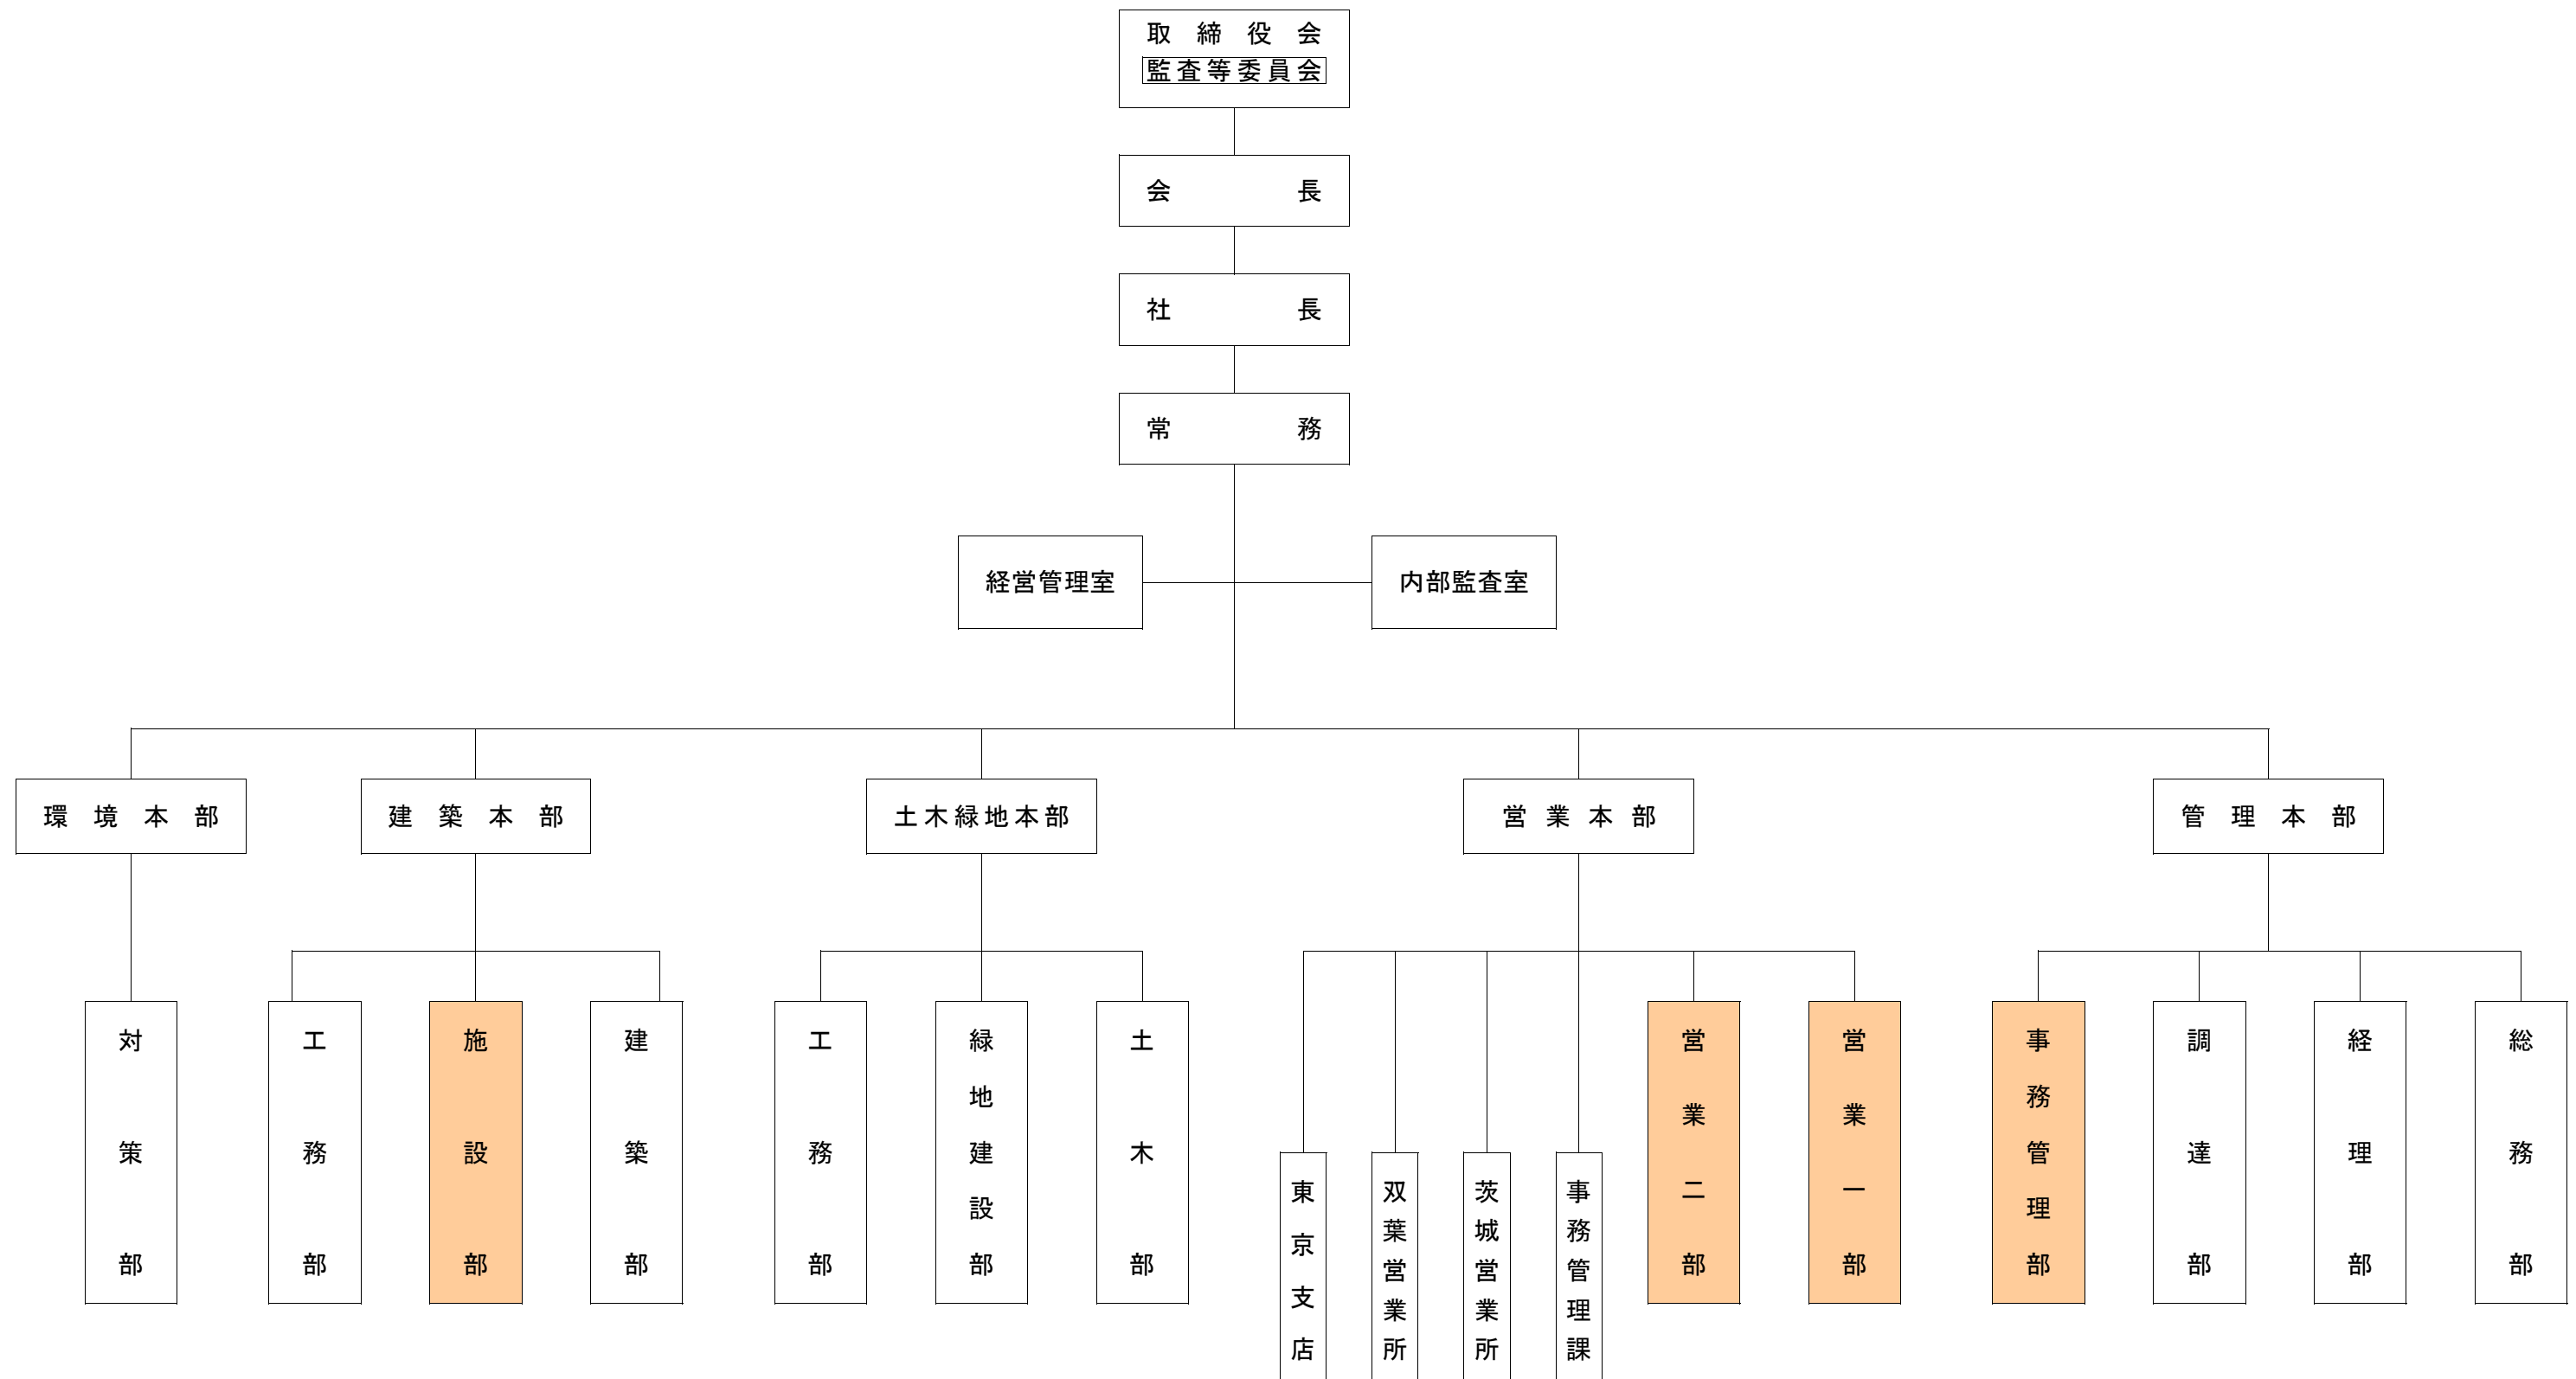 取締役会
監査等委員会
会長
社長
常務
経営管理室
内部監査室
環境本部
建築本部
土木緑地本部
営業本部
管理本部
対策部
工務部
施設部
建築部
工務部
緑地建設部
土木部
東京支店
双葉営業所
茨城営業所
事務管理課
営業二部
営業一部
事務管理部
調達部
経理部
総務部